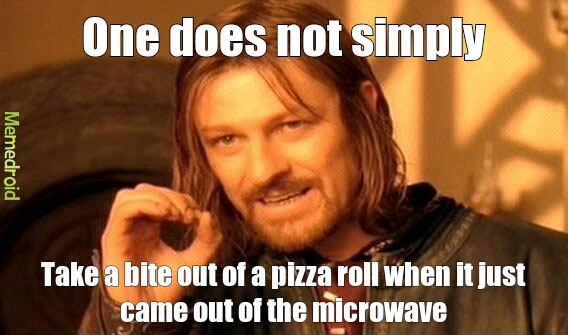 One does not simply
Memedroid
Take a bite out of a pizza roll when it just
came out of the microwave